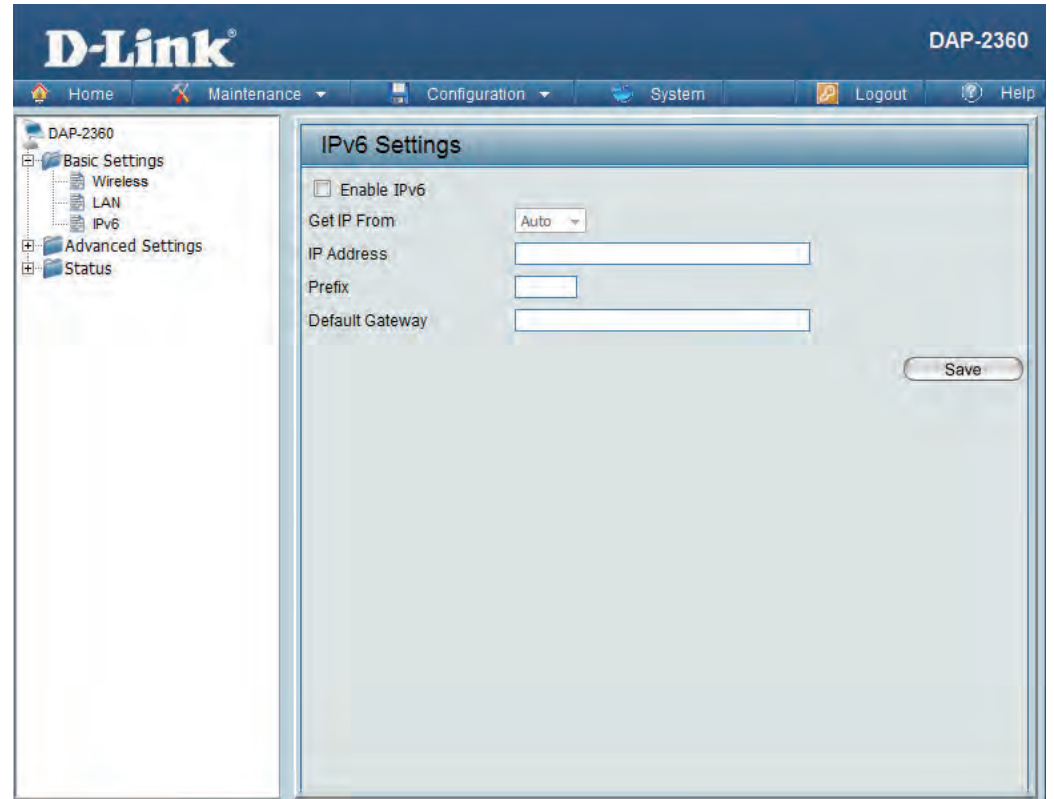 D-Link®
DAP-2360
Home Maintenance Configuration System Logout Help
DAP-2360
Basic Settings
Wireless
LAN
IPv6
Advanced Settings
Status
IPv6 Settings
Enable IPv6
Get IP From Auto
IP Address
Prefix
Default Gateway
Save